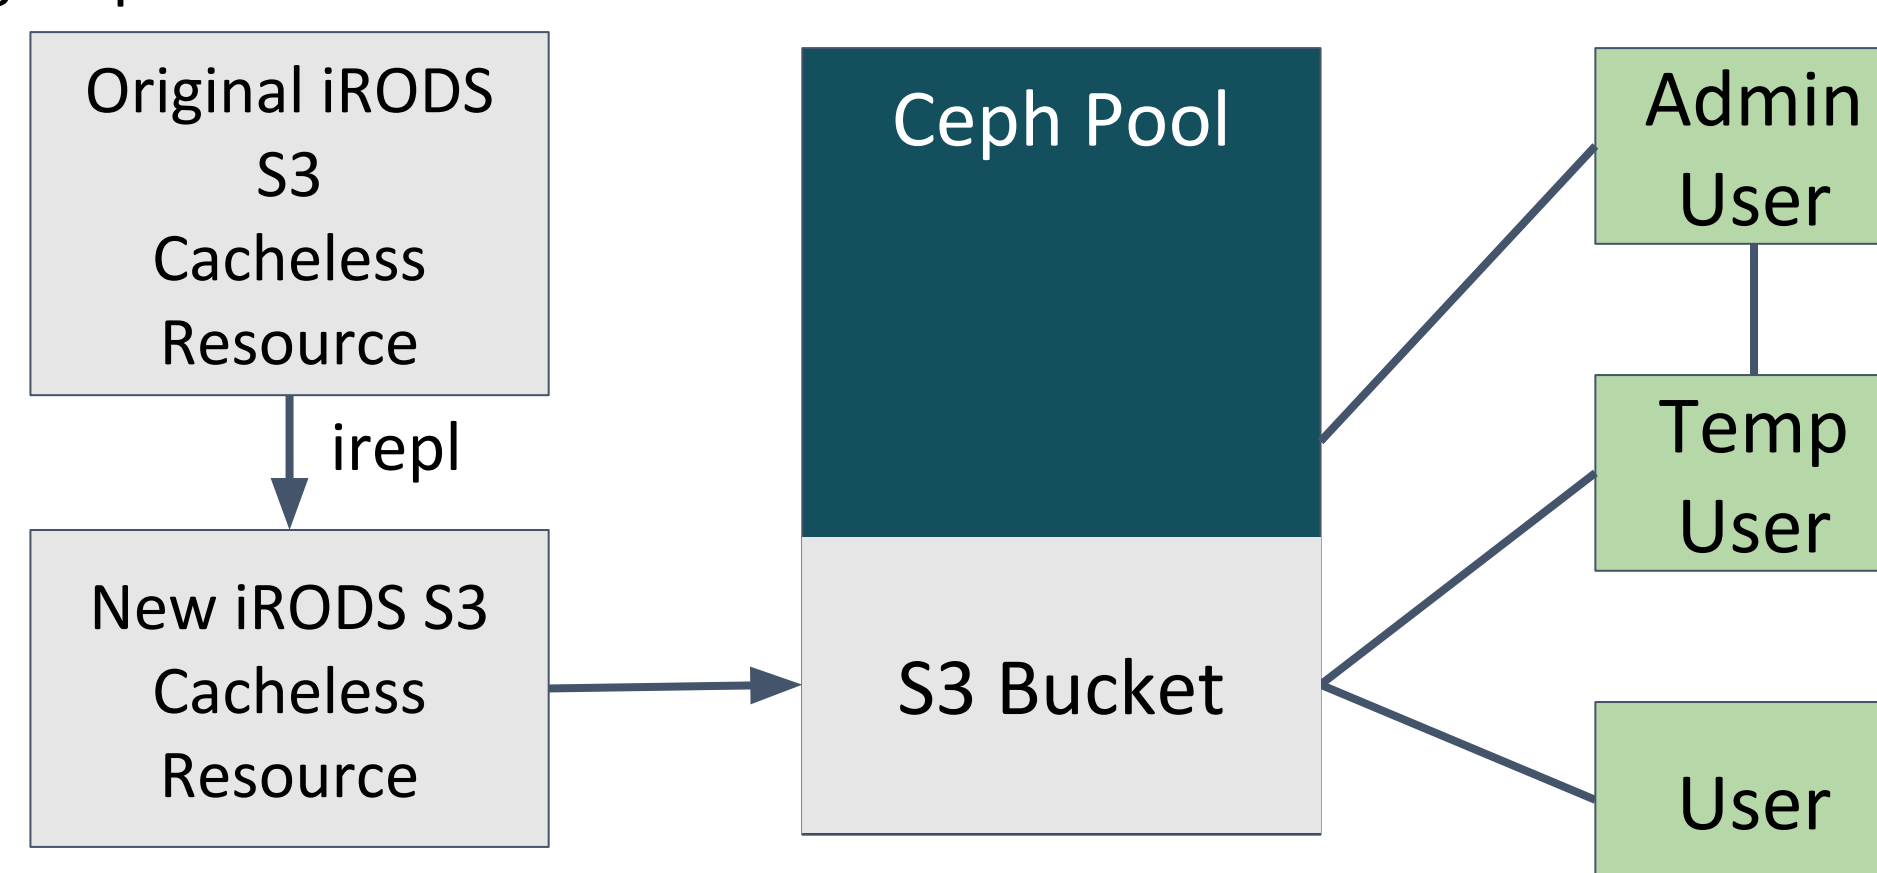 Original iRODS
S3
Cacheless
Resource
irepl
New iRODS S3
Cacheless
Resource
Ceph Pool
S3 Bucket
Admin
User
Temp
User
User